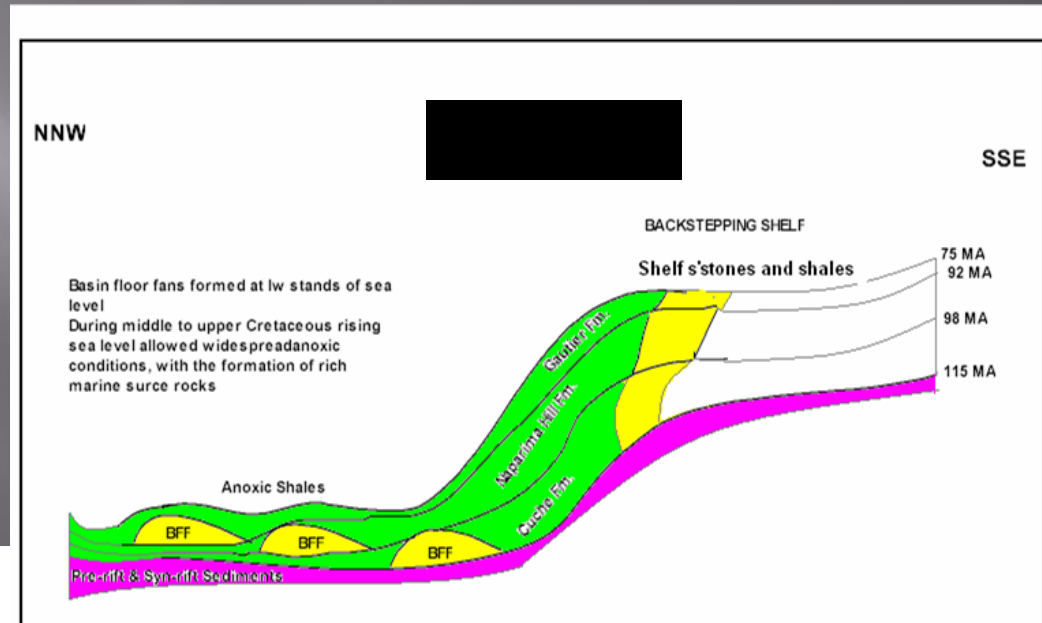 NNW
SSE
BACKSTEPPING SHELF
Shelf s'stones and shales
75 MA
92 MA
98 MA
115 MA
Basin floor fans formed at lw stands of sea
level
During middle to upper Cretaceous rising
sea level allowed widespreadanoxic
conditions, with the formation of rich
marine surce rocks
Gautier Fm.
Naparima Hill Fm.
Cuche Fm.
Anoxic Shales
BFF
BFF
BFF
Pre-rift & Syn-rift Sediments